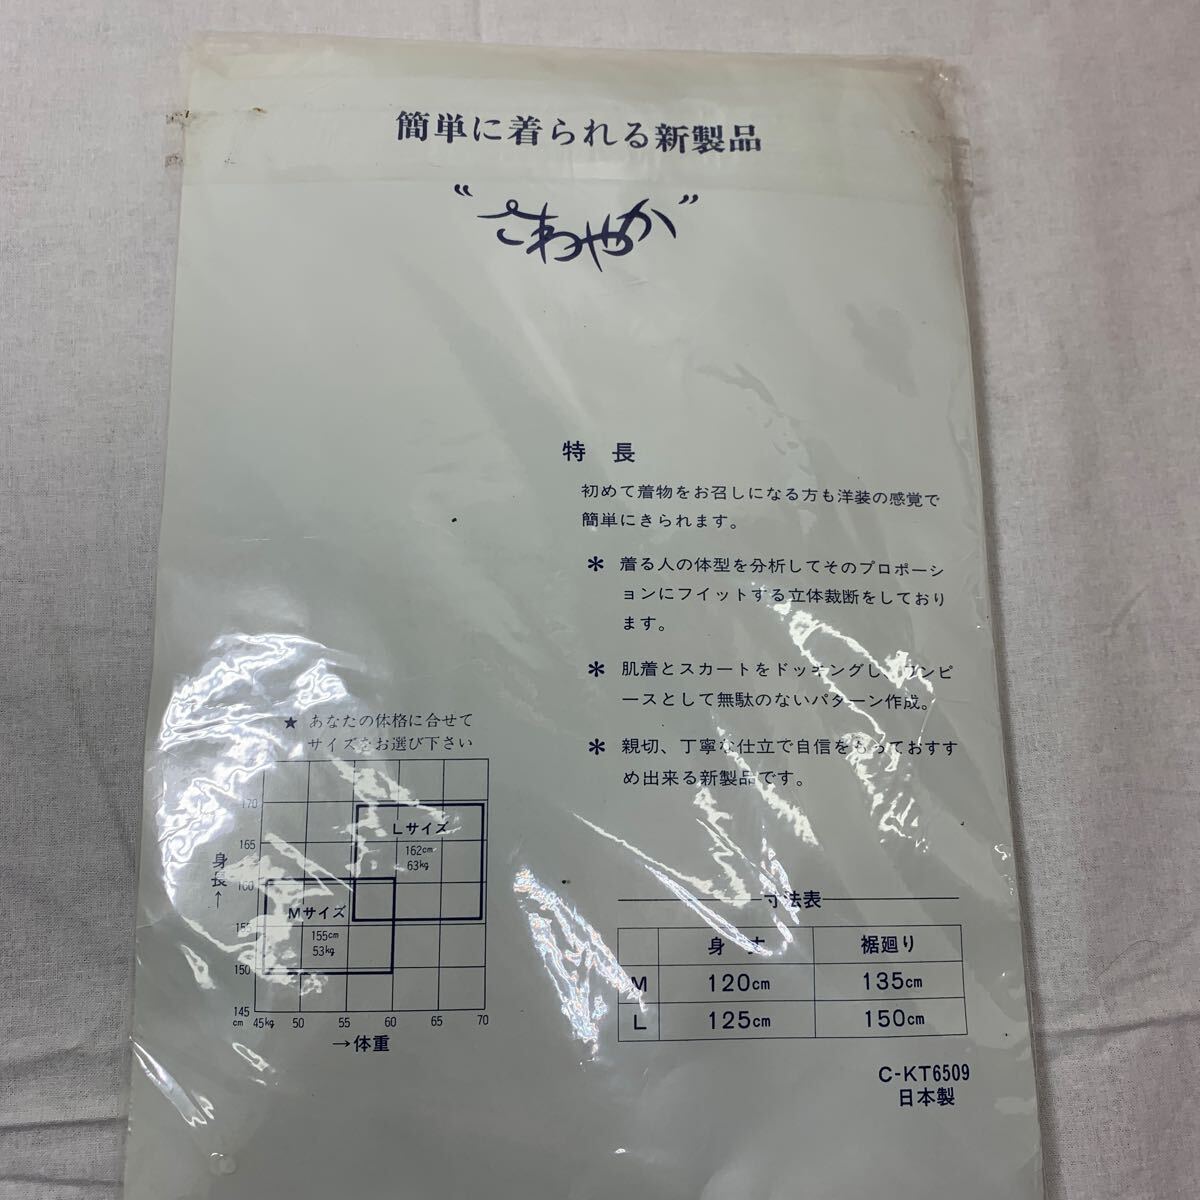 簡単に着られる新製品
“さわやか”
特 長
初めて着物をお召しになる方も洋装の感覚で
簡単にきられます。
＊ 着る人の体型を分析してそのプロポーシ
ョンにフイットする立体裁断をしており
ます。
＊ 肌着とスカートをドッキングし、ワンピ
ースとして無駄のないパターン作成。
＊ 親切、丁寧な仕立で自信をもっておすす
め出来る新製品です。
★ あなたの体格に合せて
サイズをお選び下さい
170
165
160
155
150
145
cm
身長→
Lサイズ
162cm
63kg
Mサイズ
155cm
53kg
45kg 50 55 60 65 70
→体重
寸法表
身 丈 裾廻り
M 120cm 135cm
L 125cm 150cm
C-KT6509
日本製